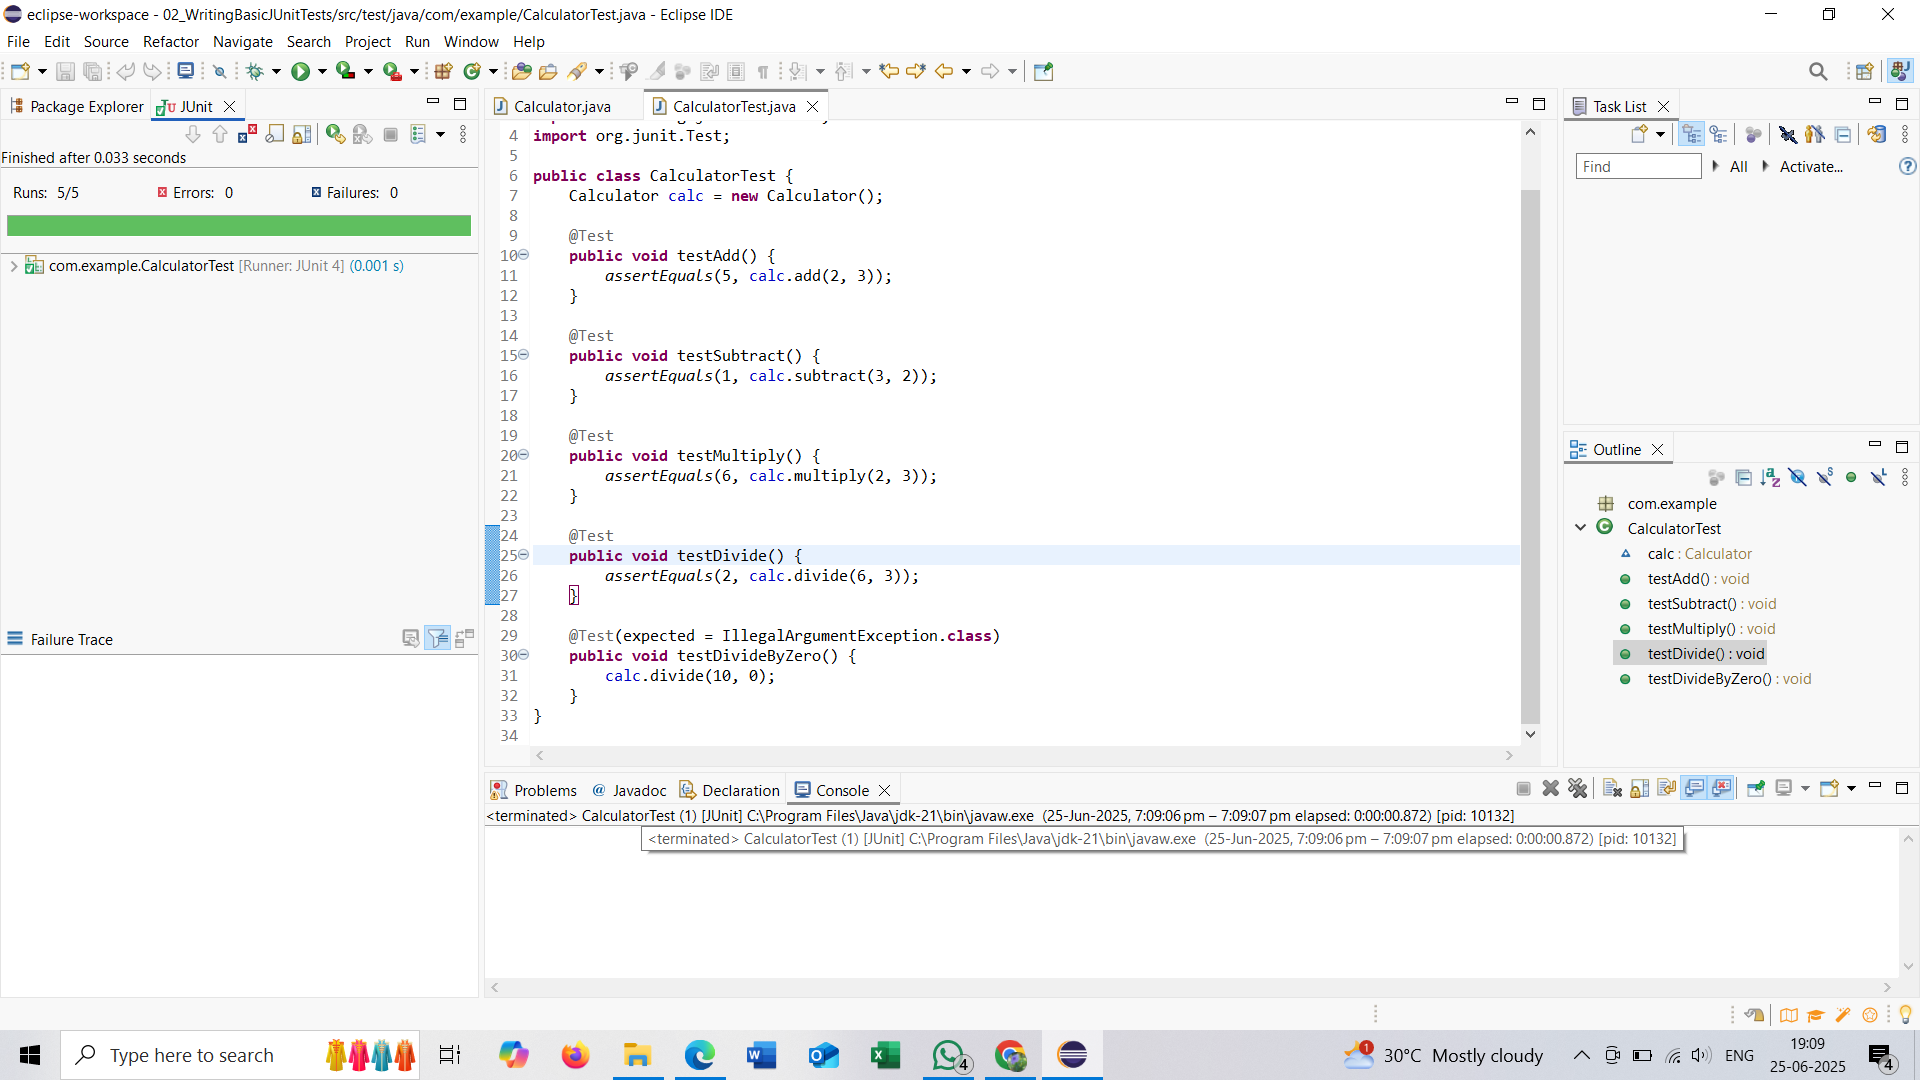 eclipse-workspace - 02_WritingBasicJUnitTests/src/test/java/com/example/CalculatorTest.java - Eclipse IDE
File Edit Source Refactor Navigate Search Project Run Window Help
Package Explorer JUnit
Finished after 0.033 seconds
Runs: 5/5 Errors: 0 Failures: 0
com.example.CalculatorTest [Runner: JUnit 4] (0.001 s)
Failure Trace
Calculator.java CalculatorTest.java
4 import org.junit.Test;
5
6 public class CalculatorTest {
7 Calculator calc = new Calculator();
8
9 @Test
10 public void testAdd() {
11 assertEquals(5, calc.add(2, 3));
12 }
13
14 @Test
15 public void testSubtract() {
16 assertEquals(1, calc.subtract(3, 2));
17 }
18
19 @Test
20 public void testMultiply() {
21 assertEquals(6, calc.multiply(2, 3));
22 }
23
24 @Test
25 public void testDivide() {
26 assertEquals(2, calc.divide(6, 3));
27 }
28
29 @Test(expected = IllegalArgumentException.class)
30 public void testDivideByZero() {
31 calc.divide(10, 0);
32 }
33 }
34
Task List
Find All Activate...
Outline
com.example
CalculatorTest
calc : Calculator
testAdd() : void
testSubtract() : void
testMultiply() : void
testDivide() : void
testDivideByZero() : void
Problems @ Javadoc Declaration Console
<terminated> CalculatorTest (1) [JUnit] C:\Program Files\Java\jdk-21\bin\javaw.exe (25-Jun-2025, 7:09:06 pm – 7:09:07 pm elapsed: 0:00:00.872) [pid: 10132]
<terminated> CalculatorTest (1) [JUnit] C:\Program Files\Java\jdk-21\bin\javaw.exe (25-Jun-2025, 7:09:06 pm – 7:09:07 pm elapsed: 0:00:00.872) [pid: 10132]
Type here to search
4
1
30°C Mostly cloudy
ENG
19:09
25-06-2025
4